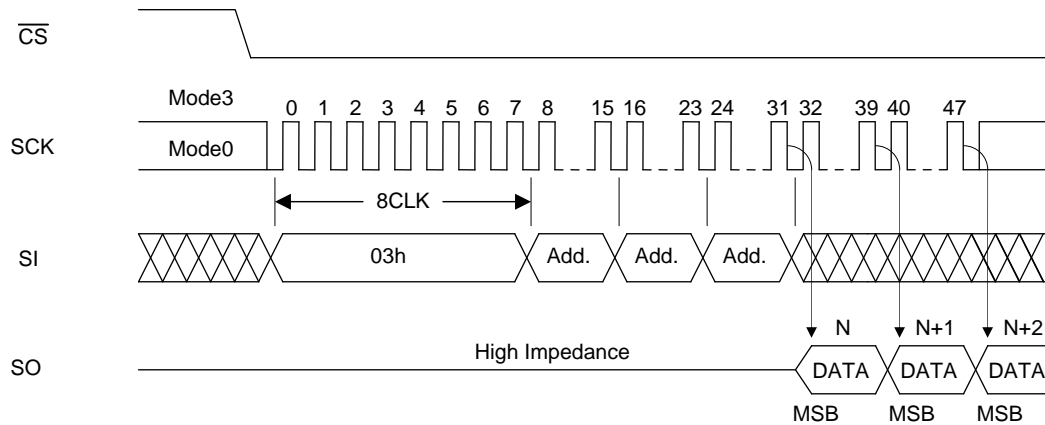 CS
Mode3
0 1 2 3 4 5 6 7 8 15 16 23 24 31 32 39 40 47
SCK
Mode0
8CLK
SI
03h Add. Add. Add.
N N+1 N+2
High Impedance
SO
DATA DATA DATA
MSB MSB MSB